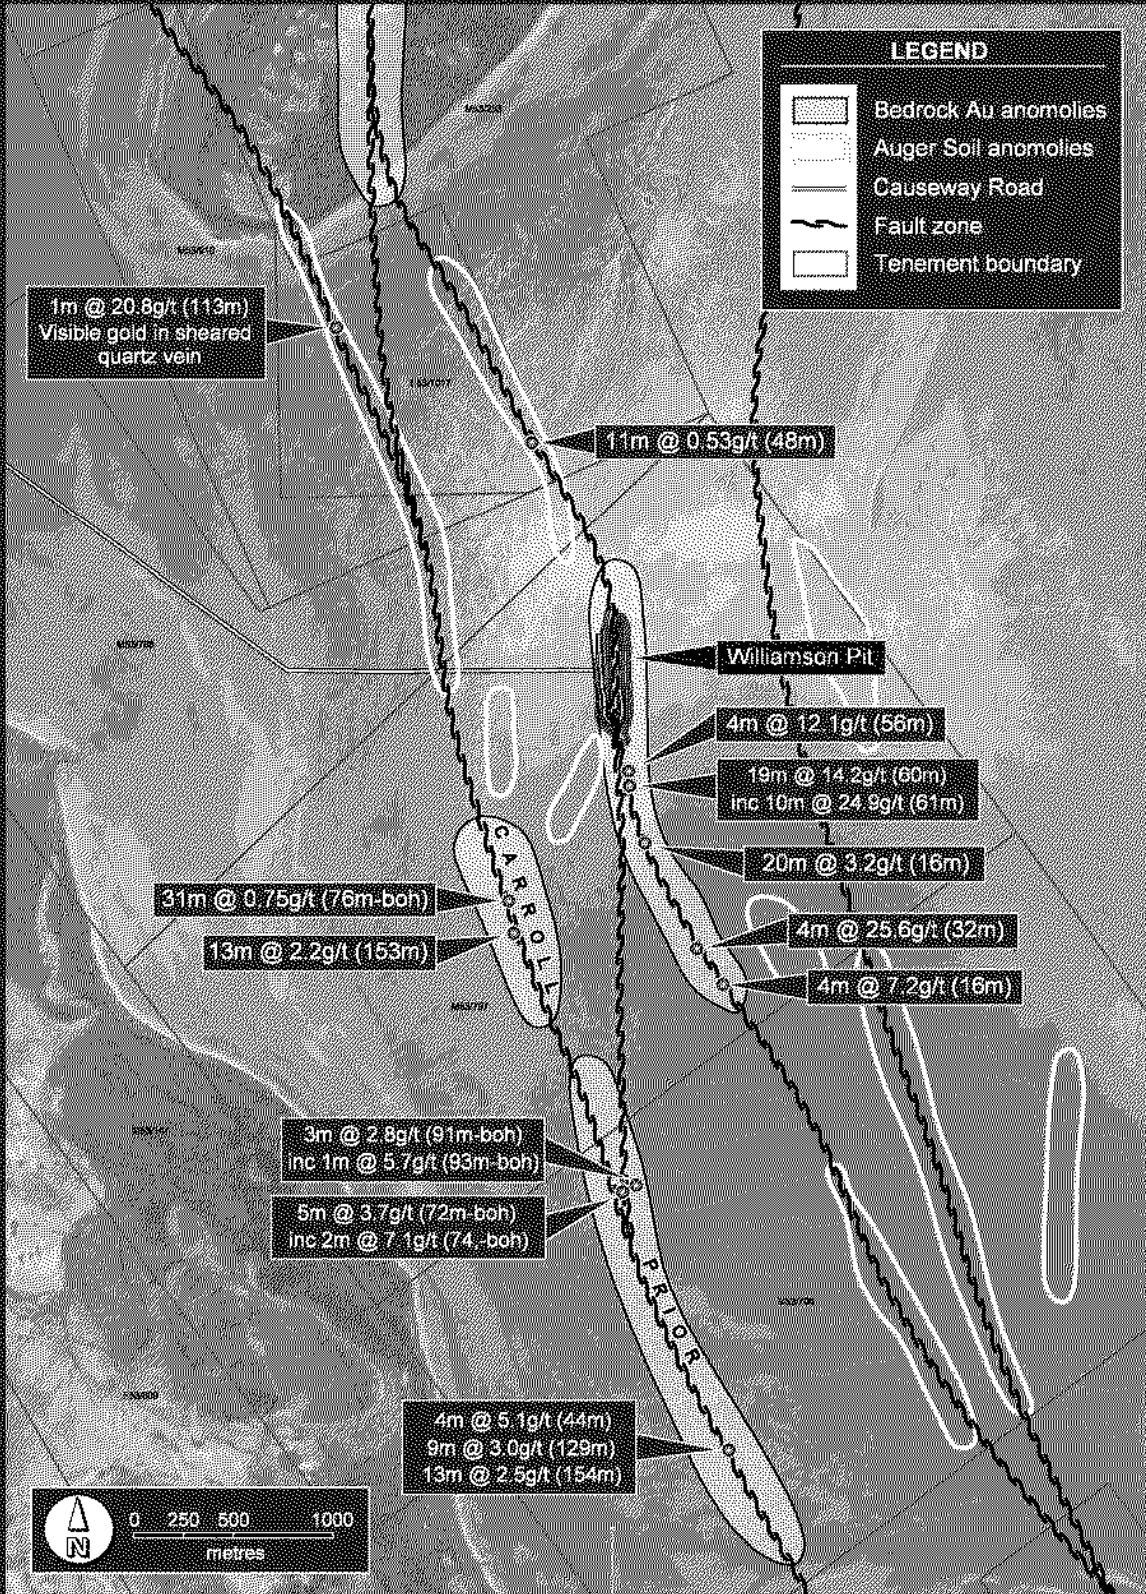 LEGEND
Bedrock Au anomolies
Auger Soil anomolies
Causeway Road
Fault zone
Tenement boundary
M53/253
1m @ 20.8g/t (113m)
Visible gold in sheared
quartz vein
11m @ 0.53g/t (48m)
Williamson Pit
4m @ 12.1g/t (56m)
19m @ 14.2g/t (60m)
inc 10m @ 24.9g/t (61m)
20m @ 3.2g/t (16m)
CARROLL
31m @ 0.75g/t (76m-boh)
13m @ 2.2g/t (153m)
4m @ 25.6g/t (32m)
4m @ 7.2g/t (16m)
M53/797
3m @ 2.8g/t (91m-boh)
inc 1m @ 5.7g/t (93m-boh)
5m @ 3.7g/t (72m-boh)
inc 2m @ 7.1g/t (74.-boh)
PRIOR
4m @ 5.1g/t (44m)
9m @ 3.0g/t (129m)
13m @ 2.5g/t (154m)
N
0 250 500 1000
metres